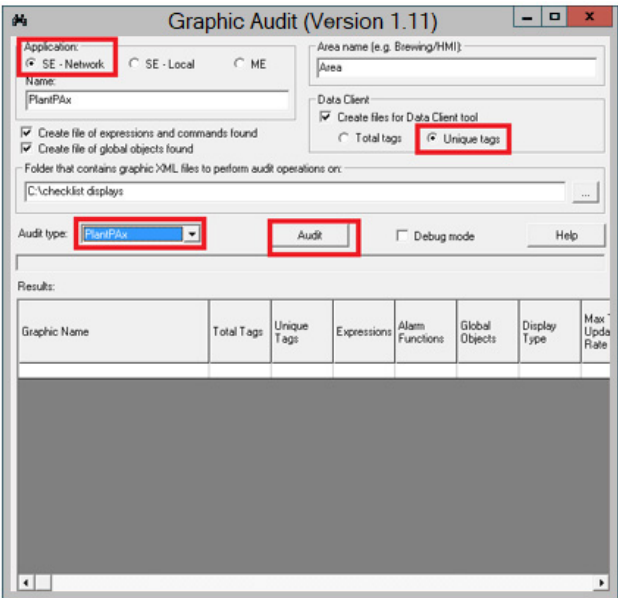 Graphic Audit (Version 1.11)
Application:
SE - Network SE - Local ME
Name:
PlantPAx
Area name (e.g. Brewing/HMI):
Area
Data Client
Create files for Data Client tool
Total tags Unique tags
Create file of expressions and commands found
Create file of global objects found
Folder that contains graphic XML files to perform audit operations on:
C:\checklist displays
...
Audit type: PlantPAx Audit Debug mode Help
Results:
Graphic Name Total Tags Unique Tags Expressions Alarm Functions Global Objects Display Type Max Upda Rate